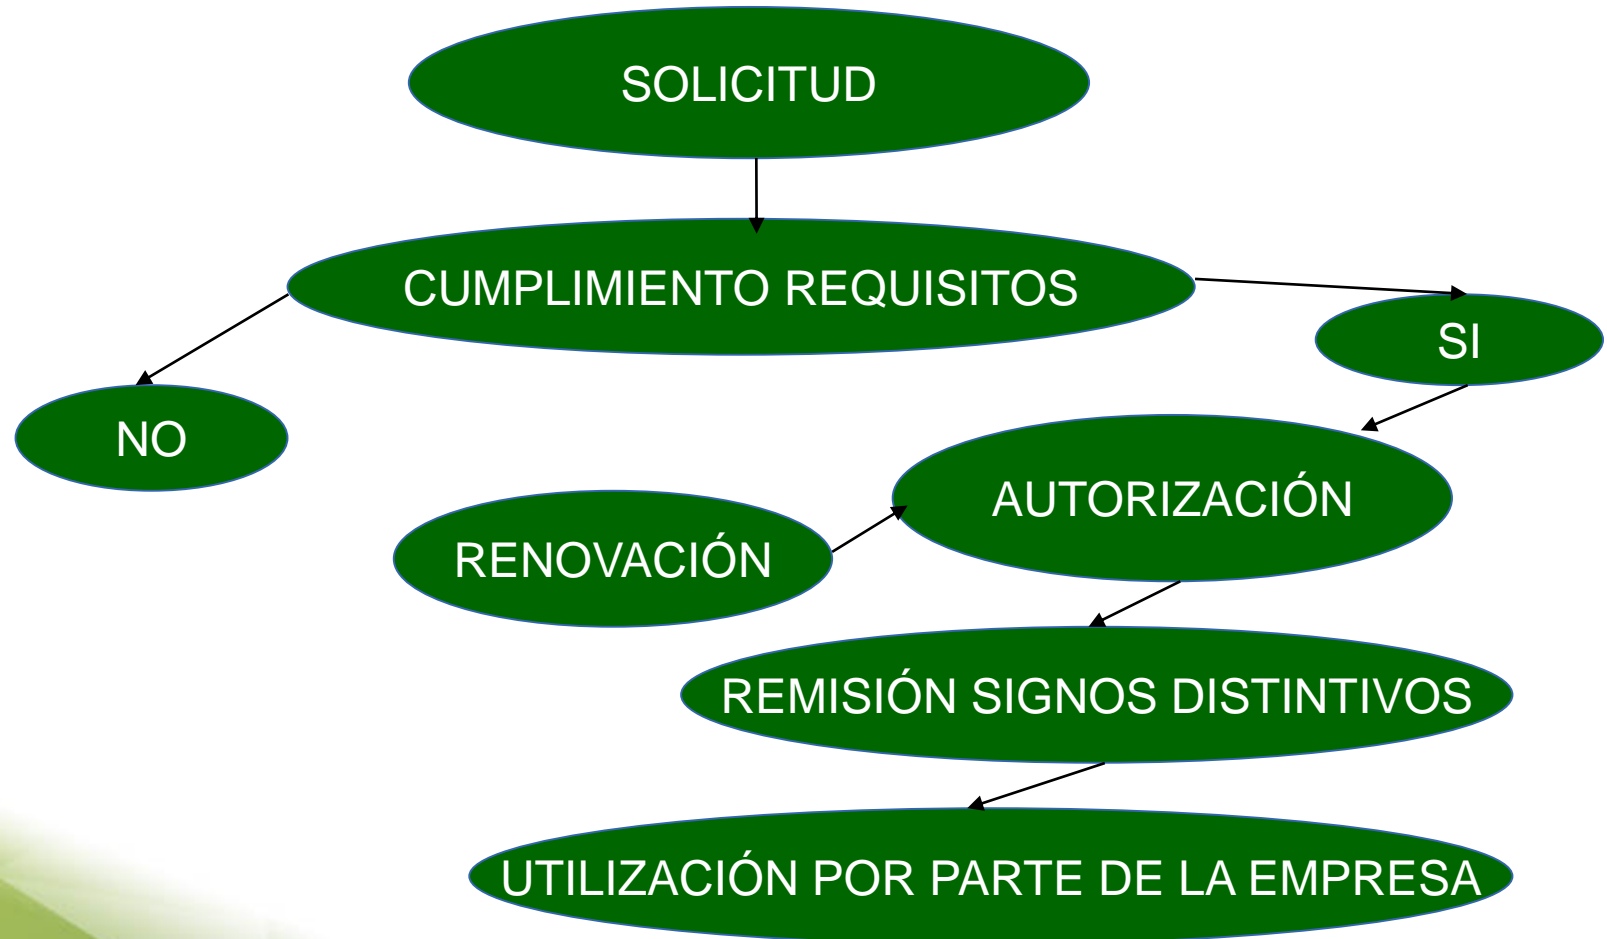 SOLICITUD
CUMPLIMIENTO REQUISITOS
SI
NO
AUTORIZACIÓN
RENOVACIÓN
REMISIÓN SIGNOS DISTINTIVOS
UTILIZACIÓN POR PARTE DE LA EMPRESA